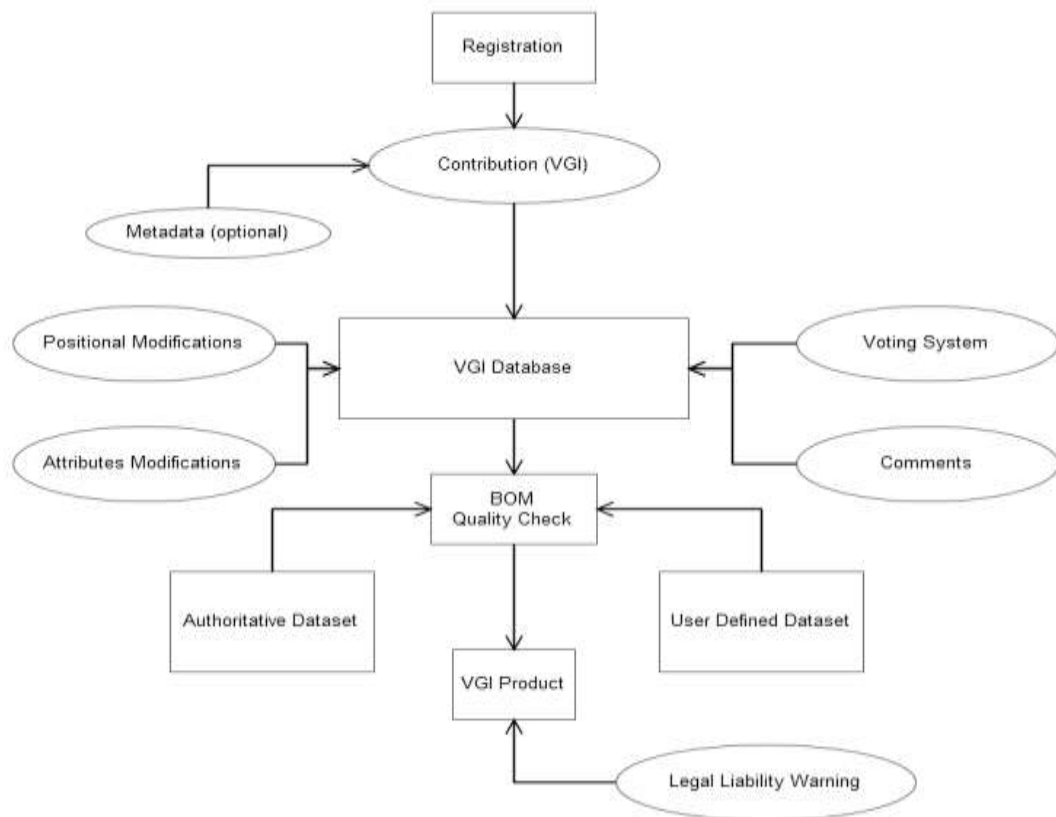 Registration
Contribution (VGI)
Metadata (optional)
Positional Modifications
Voting System
VGI Database
Attributes Modifications
Comments
BOM
Quality Check
Authoritative Dataset
User Defined Dataset
VGI Product
Legal Liability Warning